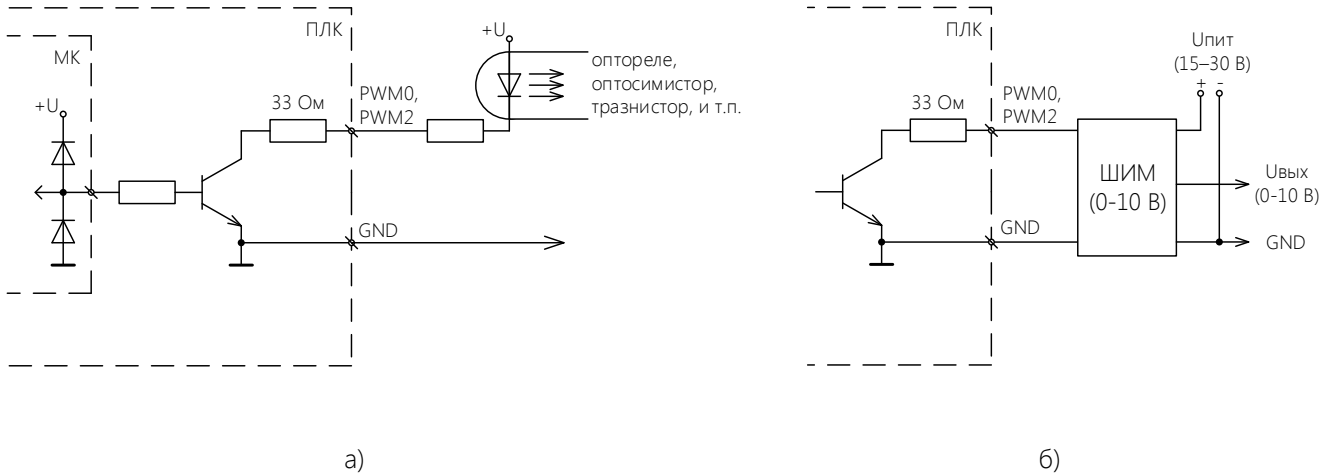 ПЛК
МК
+U
33 Ом
PWM0,
PWM2
+U
оптореле,
оптосимистор,
тразнистор, и т.п.
GND
ПЛК
33 Ом
PWM0,
PWM2
Uпит
(15–30 В)
+ -
ШИМ
(0-10 В)
Uвых
(0-10 В)
GND
GND
а)
б)